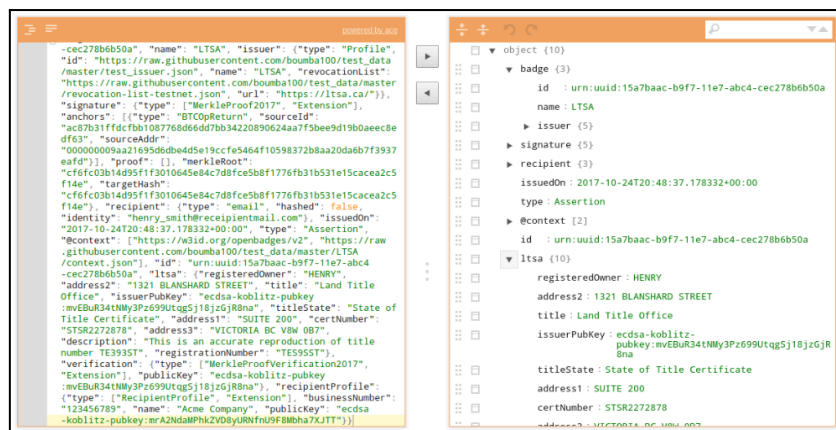 powered by ace
-cec278b6b50a", "name": "LTSA", "issuer": {"type": "Profile",
"id": "https://raw.githubusercontent.com/boumba100/test_data
/master/test_issuer.json", "name": "LTSA", "revocationList":
"https://raw.githubusercontent.com/boumba100/test_data/master
/revocation-list-testnet.json", "url": "https://ltsa.ca/"}},
"signature": {"type": ["MerkleProof2017", "Extension"],
"anchors": [{"type": "BTCOpReturn", "sourceId":
"ac87b31ffdcfbb1087768d66dd7bb34220890624aa7f5bee9d19b0aeec8e
df63", "sourceAddr":
"000000009aa21695d6dbe4d5e19ccfe5464f10598372b8aa20da6b7f3937
eafd"}], "proof": [], "merkleRoot":
"cf6fc03b14d95f1f3010645e84c7d8fce5b8f1776fb31b531e15cacea2c5
f14e", "targetHash":
"cf6fc03b14d95f1f3010645e84c7d8fce5b8f1776fb31b531e15cacea2c5
f14e"}, "recipient": {"type": "email", "hashed": false,
"identity": "henry_smith@receipientmail.com"}, "issuedOn":
"2017-10-24T20:48:37.178332+00:00", "type": "Assertion",
"@context": ["https://w3id.org/openbadges/v2", "https://raw
.githubusercontent.com/boumba100/test_data/master/LTSA
/context.json"], "id": "urn:uuid:15a7baac-b9f7-11e7-abc4
-cec278b6b50a", "ltsa": {"registeredOwner": "HENRY",
"address2": "1321 BLANSHARD STREET", "title": "Land Title
Office", "issuerPubKey": "ecdsa-koblitz-pubkey
:mvEBuR34tNMy3Pz699UtqgSj18jzGjR8na", "titleState": "State of
Title Certificate", "address1": "SUITE 200", "certNumber":
"STSR2272878", "address3": "VICTORIA BC V8W 0B7",
"description": "This is an accurate reproduction of title
number TE393ST", "registrationNumber": "TES9SST"},
"verification": {"type": ["MerkleProofVerification2017",
"Extension"], "publicKey": "ecdsa-koblitz-pubkey
:mvEBuR34tNMy3Pz699UtqgSj18jzGjR8na"}, "recipientProfile":
{"type": ["RecipientProfile", "Extension"], "businessNumber":
"123456789", "name": "Acme Company", "publicKey": "ecdsa
-koblitz-pubkey:mrA2NdaMPhkZVD8yURNfnU9F8Mbha7XJTT"}}
object {10}
badge {3}
id : urn:uuid:15a7baac-b9f7-11e7-abc4-cec278b6b50a
name : LTSA
issuer {5}
signature {5}
recipient {3}
issuedOn : 2017-10-24T20:48:37.178332+00:00
type : Assertion
@context [2]
id : urn:uuid:15a7baac-b9f7-11e7-abc4-cec278b6b50a
ltsa {10}
registeredOwner : HENRY
address2 : 1321 BLANSHARD STREET
title : Land Title Office
issuerPubKey : ecdsa-koblitz-
pubkey:mvEBuR34tNMy3Pz699UtqgSj18jzGjR
8na
titleState : State of Title Certificate
address1 : SUITE 200
certNumber : STSR2272878
address3 : VICTORIA BC V8W 0B7